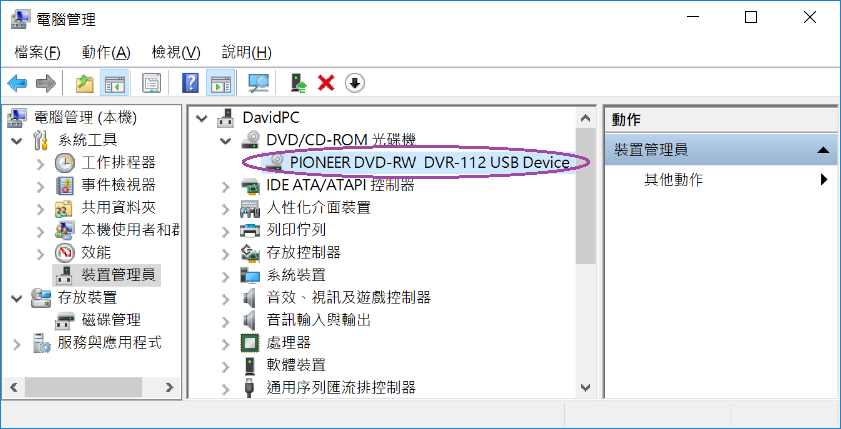 電腦管理
檔案(F) 動作(A) 檢視(V) 說明(H)
電腦管理 (本機)
系統工具
工作排程器
事件檢視器
共用資料夾
本機使用者和群
效能
裝置管理員
存放裝置
磁碟管理
服務與應用程式
DavidPC
DVD/CD-ROM 光碟機
PIONEER DVD-RW  DVR-112 USB Device
IDE ATA/ATAPI 控制器
人性化介面裝置
列印佇列
存放控制器
系統裝置
音效、視訊及遊戲控制器
音訊輸入與輸出
處理器
軟體裝置
通用序列匯流排控制器
動作
裝置管理員
其他動作